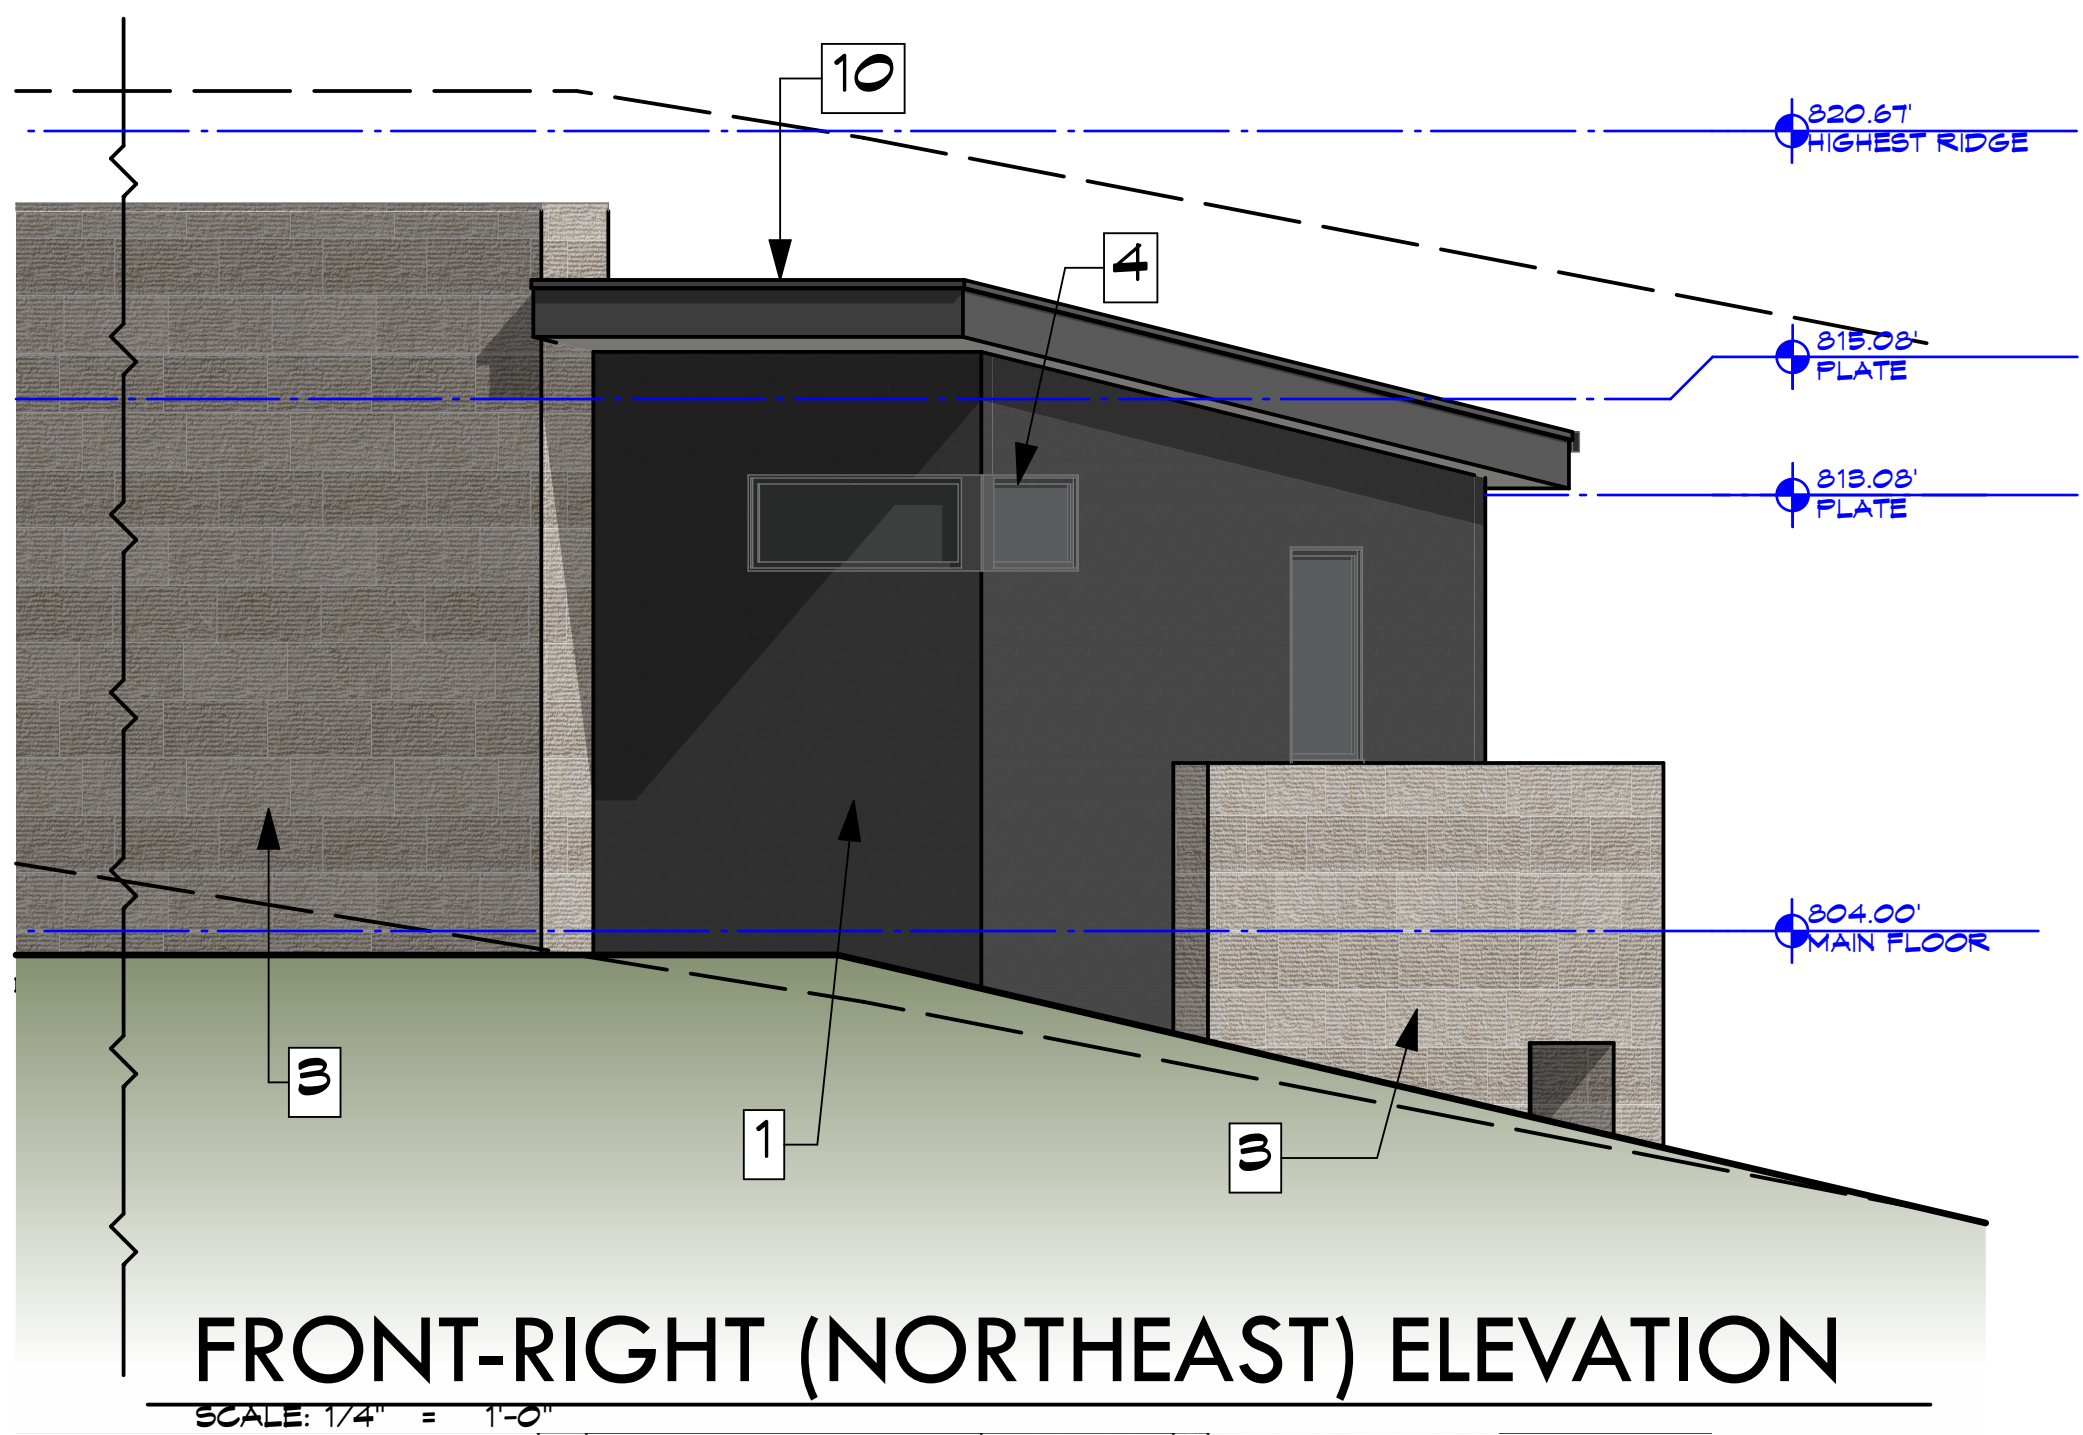 10
820.67'
HIGHEST RIDGE
4
815.08'
PLATE
813.08'
PLATE
804.00'
MAIN FLOOR
3
1
3
FRONT-RIGHT (NORTHEAST) ELEVATION
SCALE: 1/4" = 1'-0"